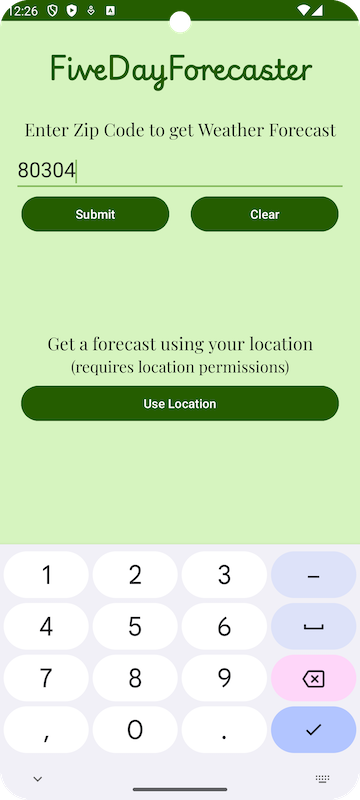 12:26
FiveDayForecaster
Enter Zip Code to get Weather Forecast
80304
Submit Clear
Get a forecast using your location
(requires location permissions)
Use Location
1 2 3 –
4 5 6
7 8 9
, 0 .